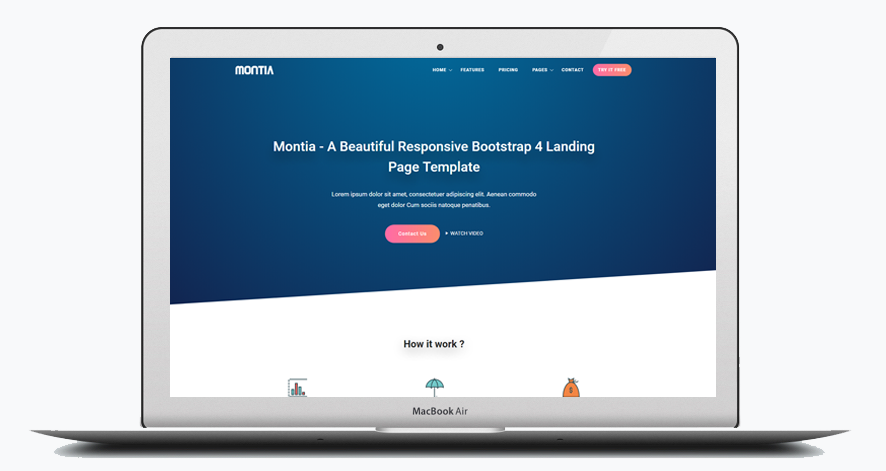 MONTIA
HOME FEATURES PRICING PAGES CONTACT TRY IT FREE
Montia - A Beautiful Responsive Bootstrap 4 Landing
Page Template
Lorem ipsum dolor sit amet, consectetuer adipiscing elit. Aenean commodo
eget dolor Cum sociis natoque penatibus.
Contact Us WATCH VIDEO
How it work ?
$
MacBook Air